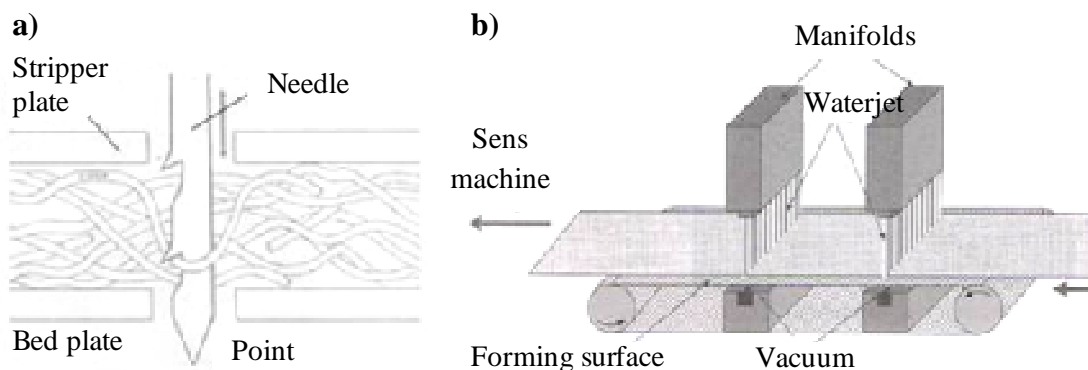 a)
Stripper
plate
Needle
Bed plate
Point
b)
Manifolds
Waterjet
Sens
machine
Forming surface
Vacuum